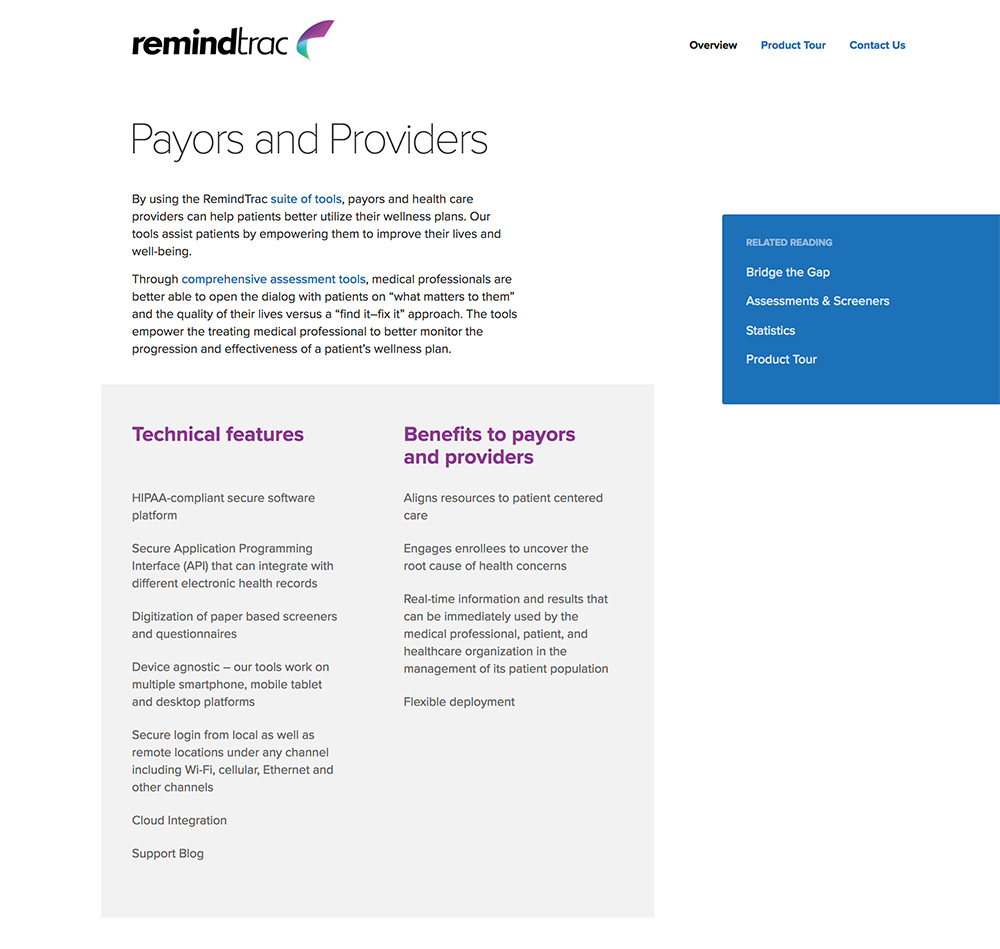 remindtrac
Overview
Product Tour
Contact Us
Payors and Providers
By using the RemindTrac suite of tools, payors and health care
providers can help patients better utilize their wellness plans. Our
tools assist patients by empowering them to improve their lives and
well-being.
Through comprehensive assessment tools, medical professionals are
better able to open the dialog with patients on “what matters to them”
and the quality of their lives versus a “find it–fix it” approach. The tools
empower the treating medical professional to better monitor the
progression and effectiveness of a patient’s wellness plan.
RELATED READING
Bridge the Gap
Assessments & Screeners
Statistics
Product Tour
Technical features
HIPAA-compliant secure software
platform
Secure Application Programming
Interface (API) that can integrate with
different electronic health records
Digitization of paper based screeners
and questionnaires
Device agnostic – our tools work on
multiple smartphone, mobile tablet
and desktop platforms
Secure login from local as well as
remote locations under any channel
including Wi-Fi, cellular, Ethernet and
other channels
Cloud Integration
Support Blog
Benefits to payors
and providers
Aligns resources to patient centered
care
Engages enrollees to uncover the
root cause of health concerns
Real-time information and results that
can be immediately used by the
medical professional, patient, and
healthcare organization in the
management of its patient population
Flexible deployment